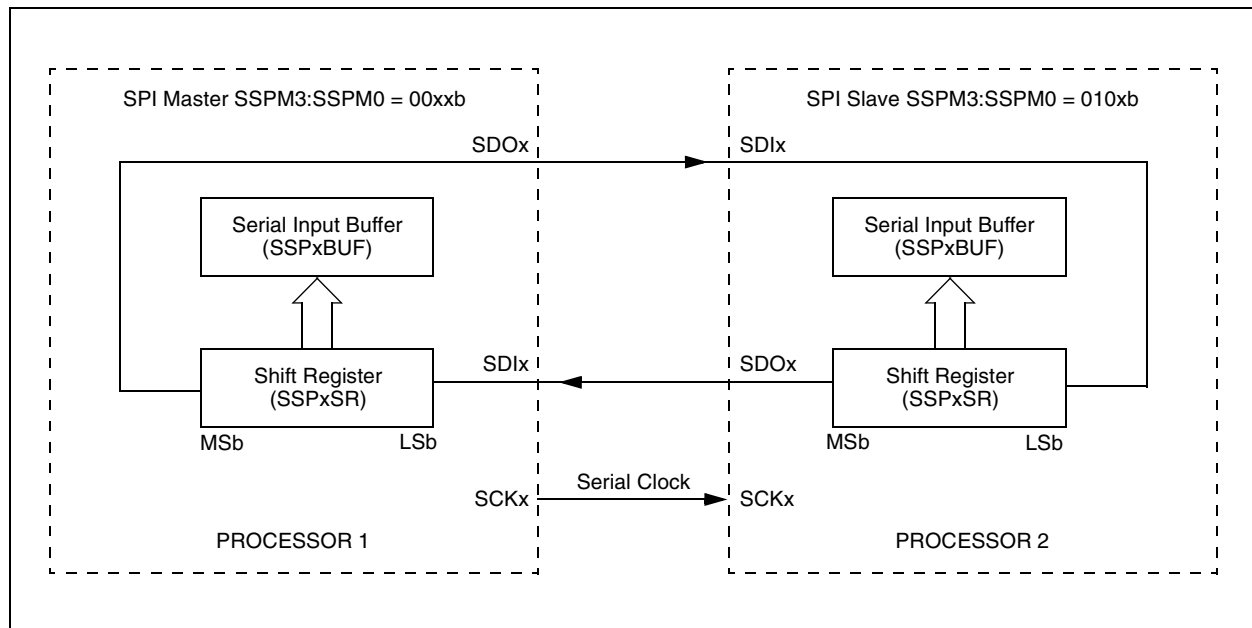 SPI Master SSPM3:SSPM0 = 00xxb
SPI Slave SSPM3:SSPM0 = 010xb
SDOx
SDIx
Serial Input Buffer
(SSPxBUF)
Serial Input Buffer
(SSPxBUF)
Shift Register
(SSPxSR)
SDIx
SDOx
Shift Register
(SSPxSR)
MSb
LSb
MSb
LSb
Serial Clock
SCKx
SCKx
PROCESSOR 1
PROCESSOR 2